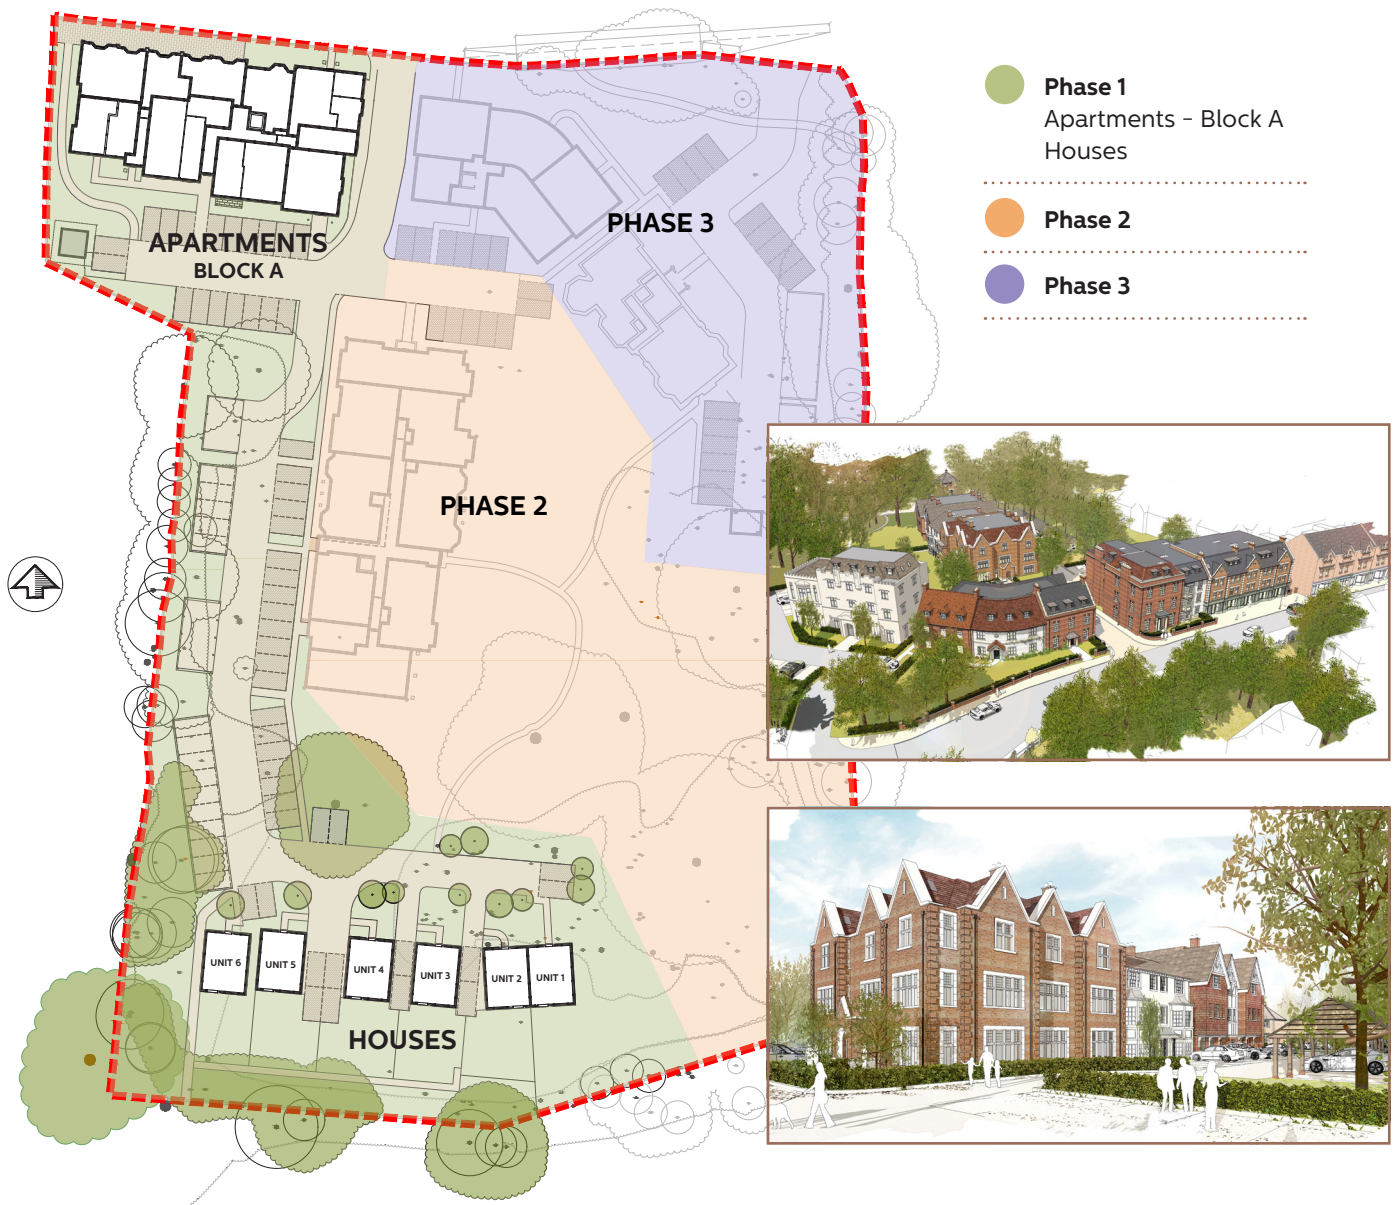 Phase 1
Apartments - Block A
Houses
Phase 2
Phase 3
PHASE 3
APARTMENTS
BLOCK A
PHASE 2
UNIT 6
UNIT 5
UNIT 4
UNIT 3
UNIT 2
UNIT 1
HOUSES